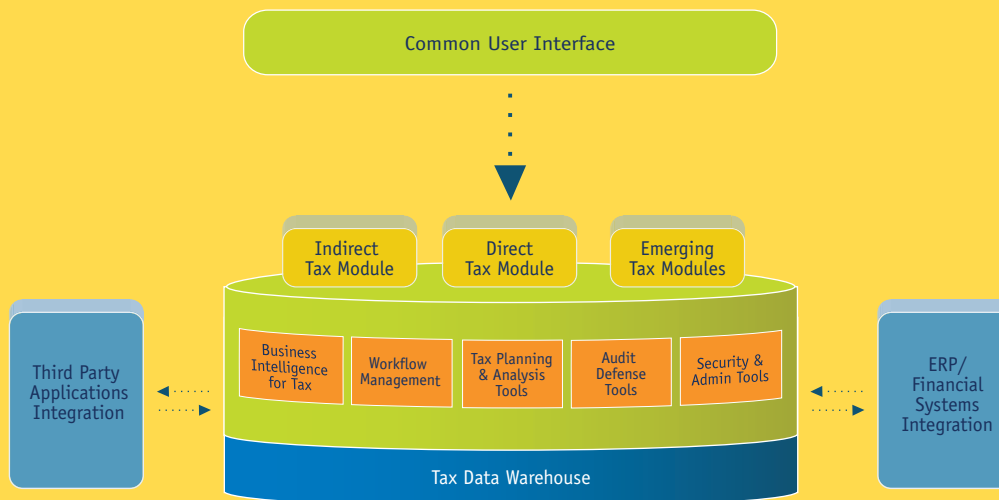 Common User Interface
Indirect
Tax Module
Direct
Tax Module
Emerging
Tax Modules
Third Party
Applications
Integration
Business
Intelligence
for Tax
Workflow
Management
Tax Planning
& Analysis
Tools
Audit
Defense
Tools
Security &
Admin Tools
ERP/
Financial
Systems
Integration
Tax Data Warehouse